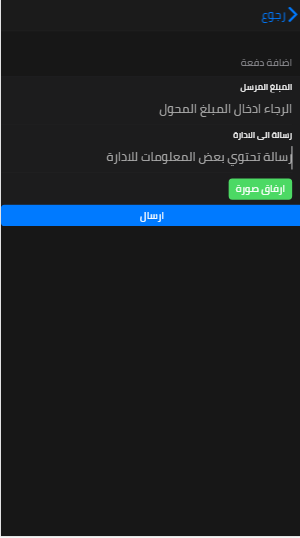 رجوع
اضافة دفعة
المبلغ المرسل
الرجاء ادخال المبلغ المحول
رسالة الى الادارة
رسالة تحتوي بعض المعلومات للادارة
ارفاق صورة
ارسال